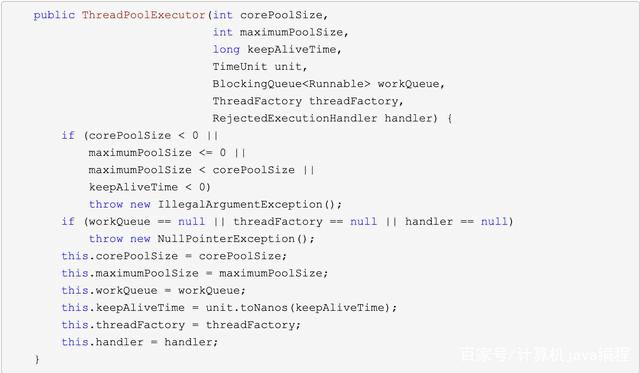 public ThreadPoolExecutor(int corePoolSize,
int maximumPoolSize,
long keepAliveTime,
TimeUnit unit,
BlockingQueue<Runnable> workQueue,
ThreadFactory threadFactory,
RejectedExecutionHandler handler) {
if (corePoolSize < 0 ||
maximumPoolSize <= 0 ||
maximumPoolSize < corePoolSize ||
keepAliveTime < 0)
throw new IllegalArgumentException();
if (workQueue == null || threadFactory == null || handler == null)
throw new NullPointerException();
this.corePoolSize = corePoolSize;
this.maximumPoolSize = maximumPoolSize;
this.workQueue = workQueue;
this.keepAliveTime = unit.toNanos(keepAliveTime);
this.threadFactory = threadFactory;
this.handler = handler;
}
百家号/计算机java编程